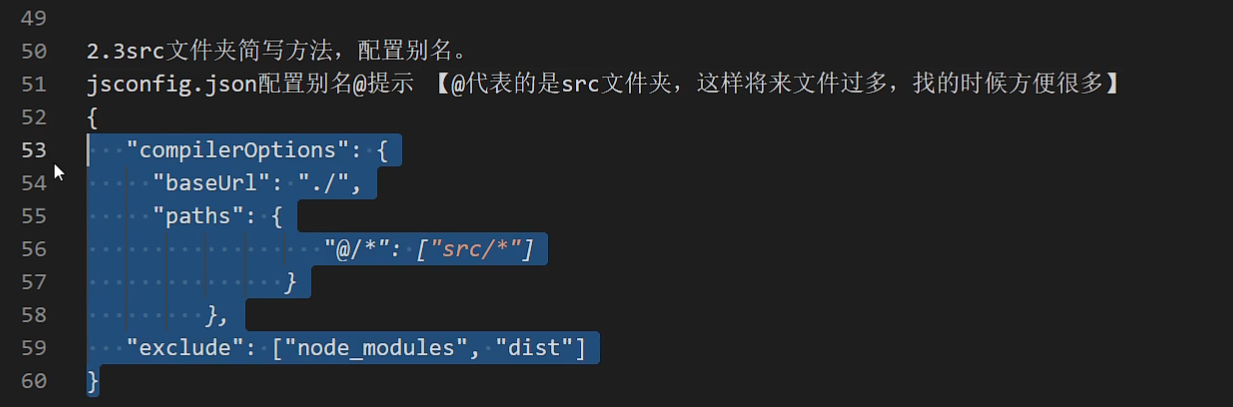 49
50 2.3src文件夹简写方法，配置别名。
51 jsconfig.json配置别名@提示 【@代表的是src文件夹，这样将来文件过多，找的时候方便很多】
52 {
53 "compilerOptions": {
54 "baseUrl": "./",
55 "paths": {
56 "@/*": ["src/*"]
57 }
58 },
59 "exclude": ["node_modules", "dist"]
60 }